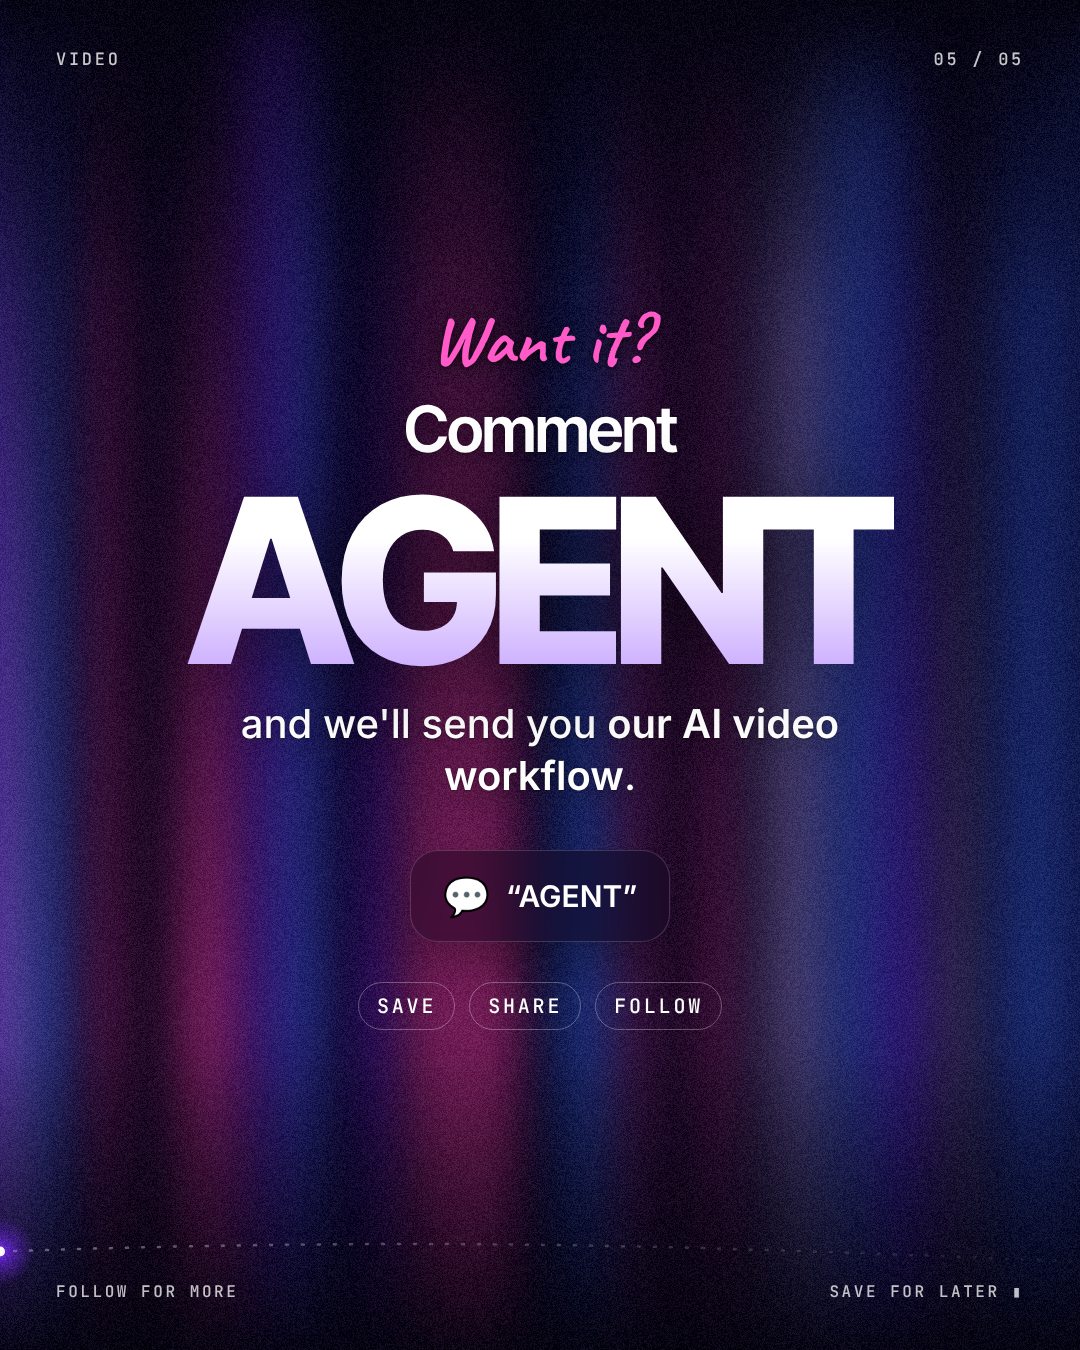 VIDEO
05 / 05
Want it?
Comment
AGENT
and we'll send you our AI video
workflow.
💬 “AGENT”
SAVE SHARE FOLLOW
FOLLOW FOR MORE
SAVE FOR LATER ▮